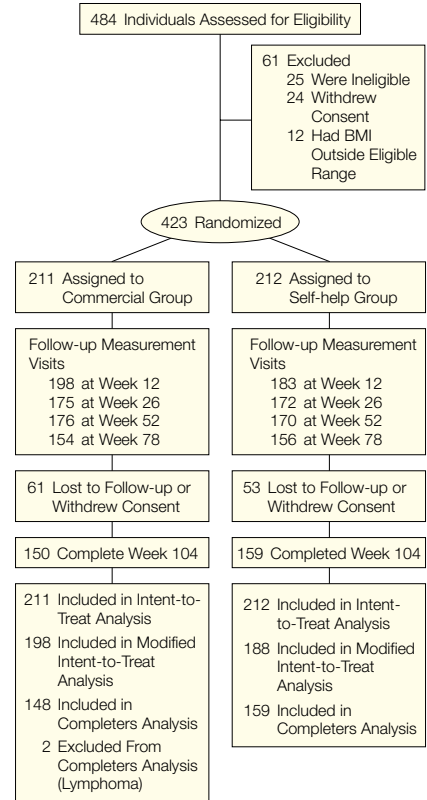 484 Individuals Assessed for Eligibility
61 Excluded
25 Were Ineligible
24 Withdrew
Consent
12 Had BMI
Outside Eligible
Range
423 Randomized
211 Assigned to
Commercial Group
212 Assigned to
Self-help Group
Follow-up Measurement
Visits
198 at Week 12
175 at Week 26
176 at Week 52
154 at Week 78
Follow-up Measurement
Visits
183 at Week 12
172 at Week 26
170 at Week 52
156 at Week 78
61 Lost to Follow-up or
Withdrew Consent
53 Lost to Follow-up or
Withdrew Consent
150 Complete Week 104
159 Completed Week 104
211 Included in Intent-to-
Treat Analysis
198 Included in Modified
Intent-to-Treat
Analysis
148 Included in
Completers Analysis
2 Excluded From
Completers Analysis
(Lymphoma)
212 Included in Intent-
to-Treat Analysis
188 Included in Modified
Intent-to-Treat
Analysis
159 Included in
Completers Analysis